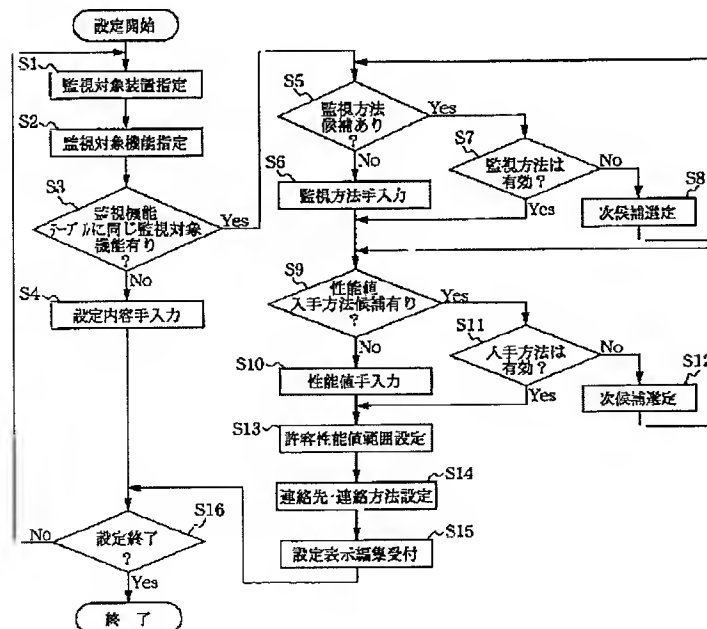 設定開始
S1
監視対象装置指定
S2
監視対象機能指定
S3
監視機能
テーブルに同じ監視対象
機能有り
?
Yes
No
S4
設定内容手入力
S5
監視方法
候補あり
?
Yes
No
S6
監視方法手入力
S7
監視方法は
有効?
No
Yes
S8
次候補選定
S9
性能値
入手方法候補有り
?
Yes
No
S10
性能値手入力
S11
入手方法は
有効?
No
Yes
S12
次候補選定
S13
許容性能値範囲設定
S14
連絡先・連絡方法設定
S15
設定表示編集受付
S16
設定終了
?
No
Yes
終 了